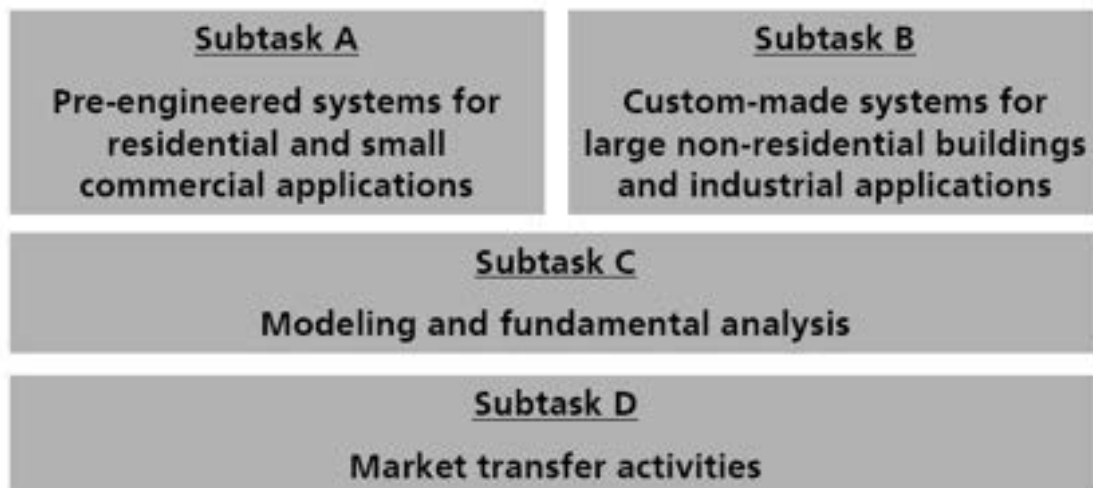 Subtask A
Pre-engineered systems for
residential and small
commercial applications
Subtask B
Custom-made systems for
large non-residential buildings
and industrial applications
Subtask C
Modeling and fundamental analysis
Subtask D
Market transfer activities